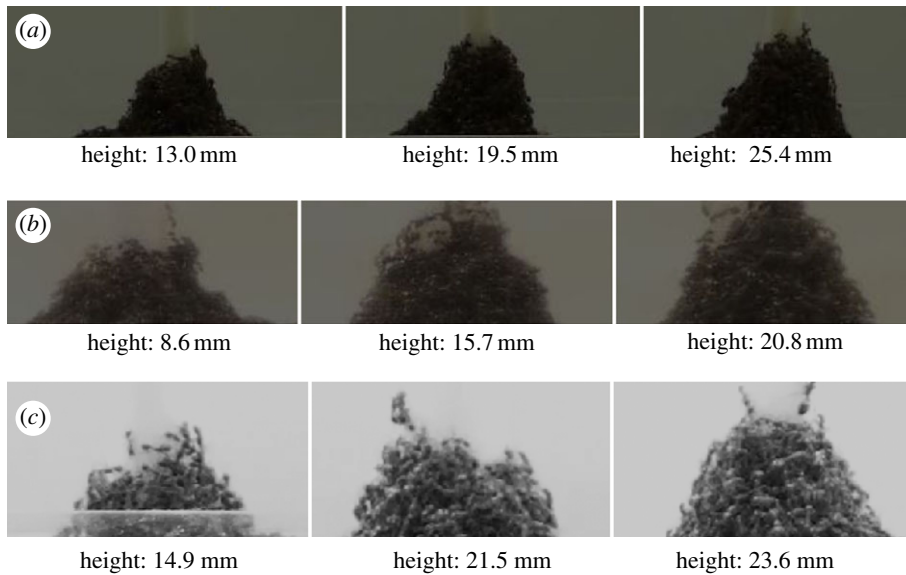 (a)
height: 13.0 mm height: 19.5 mm height: 25.4 mm
(b)
height: 8.6 mm height: 15.7 mm height: 20.8 mm
(c)
height: 14.9 mm height: 21.5 mm height: 23.6 mm